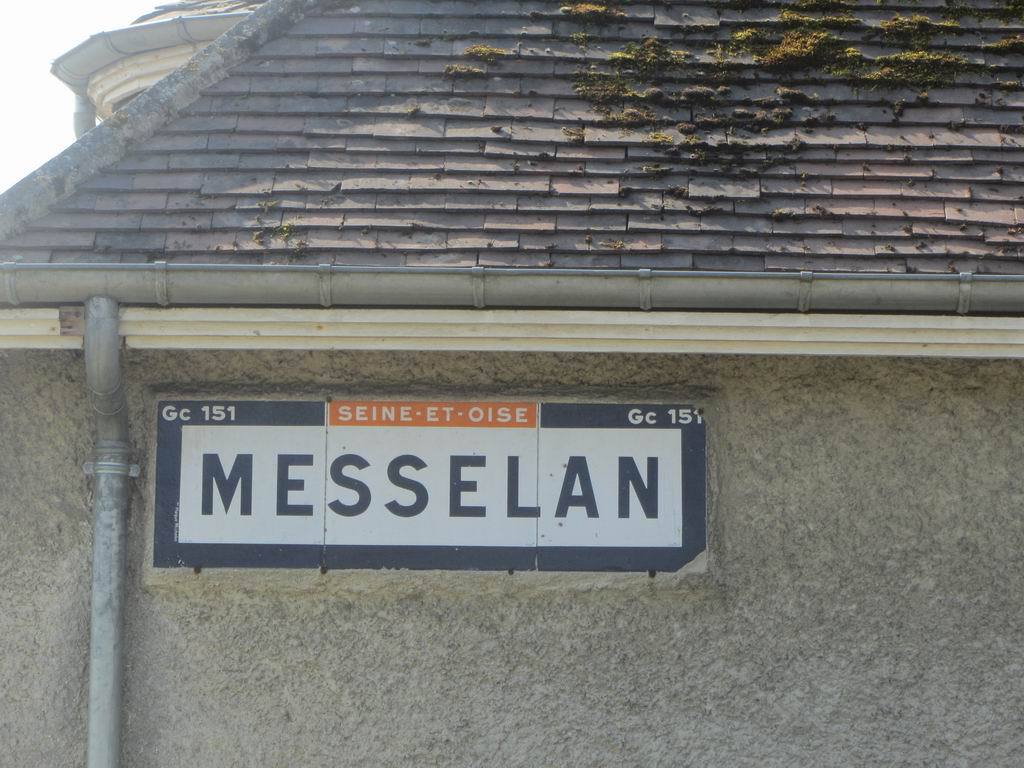 Gc 151 SEINE-ET-OISE Gc 151
MESSELAN